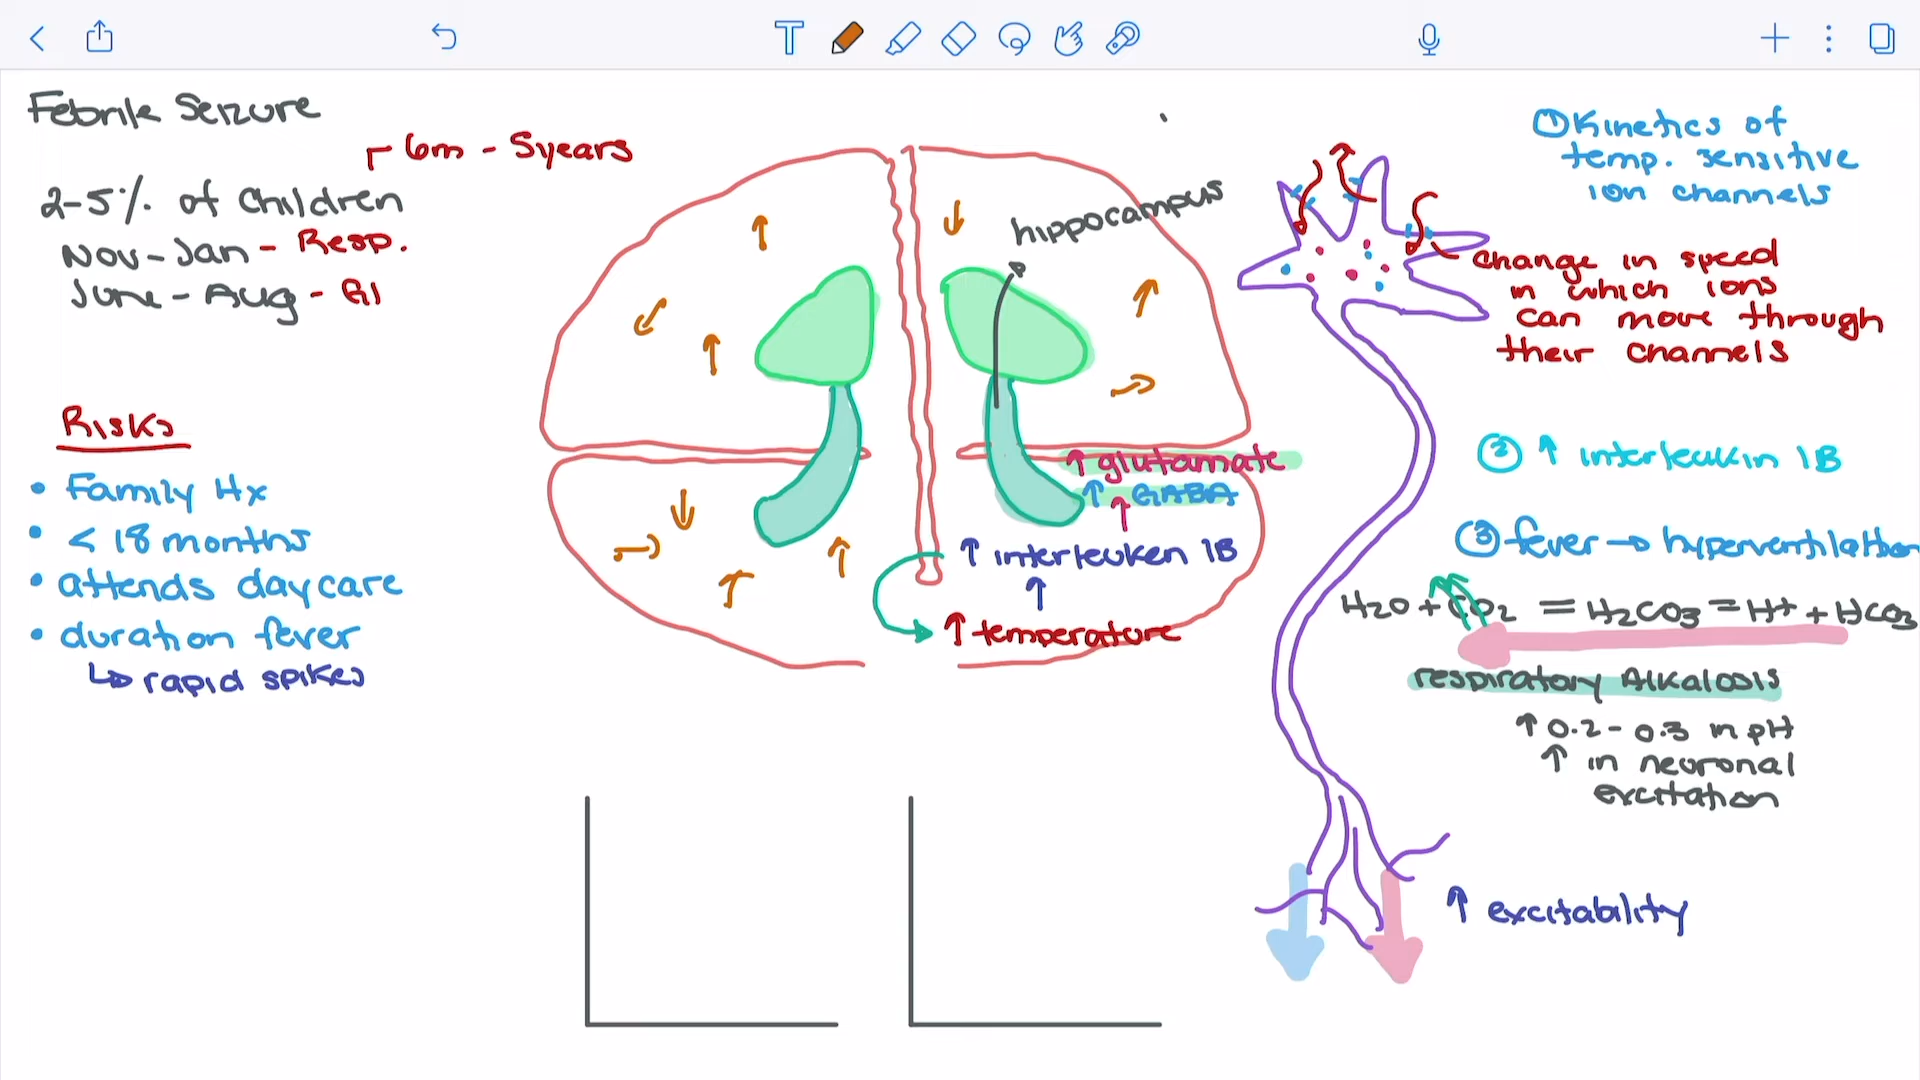 Febrile Seizure
6m - 5years
2-5% of children
Nov-Jan - Resp.
June-Aug - GI
Risks
• Family Hx
• < 18 months
• attends daycare
• duration fever
↳ rapid spikes
hippocampus
↑ glutamate
↑ GABA
↑
↑ interleuken 1B
↑
↑ temperature
① Kinetics of
temp. sensitive
ion channels
change in speed
in which ions
can move through
their channels
② ↑ interleukin 1B
③ fever → hyperventilation
H2O + CO2 = H2CO3 = H+ + HCO3
respiratory Alkalosis
↑ 0.2 - 0.3 in pH
↑ in neuronal
excitation
↑ excitability